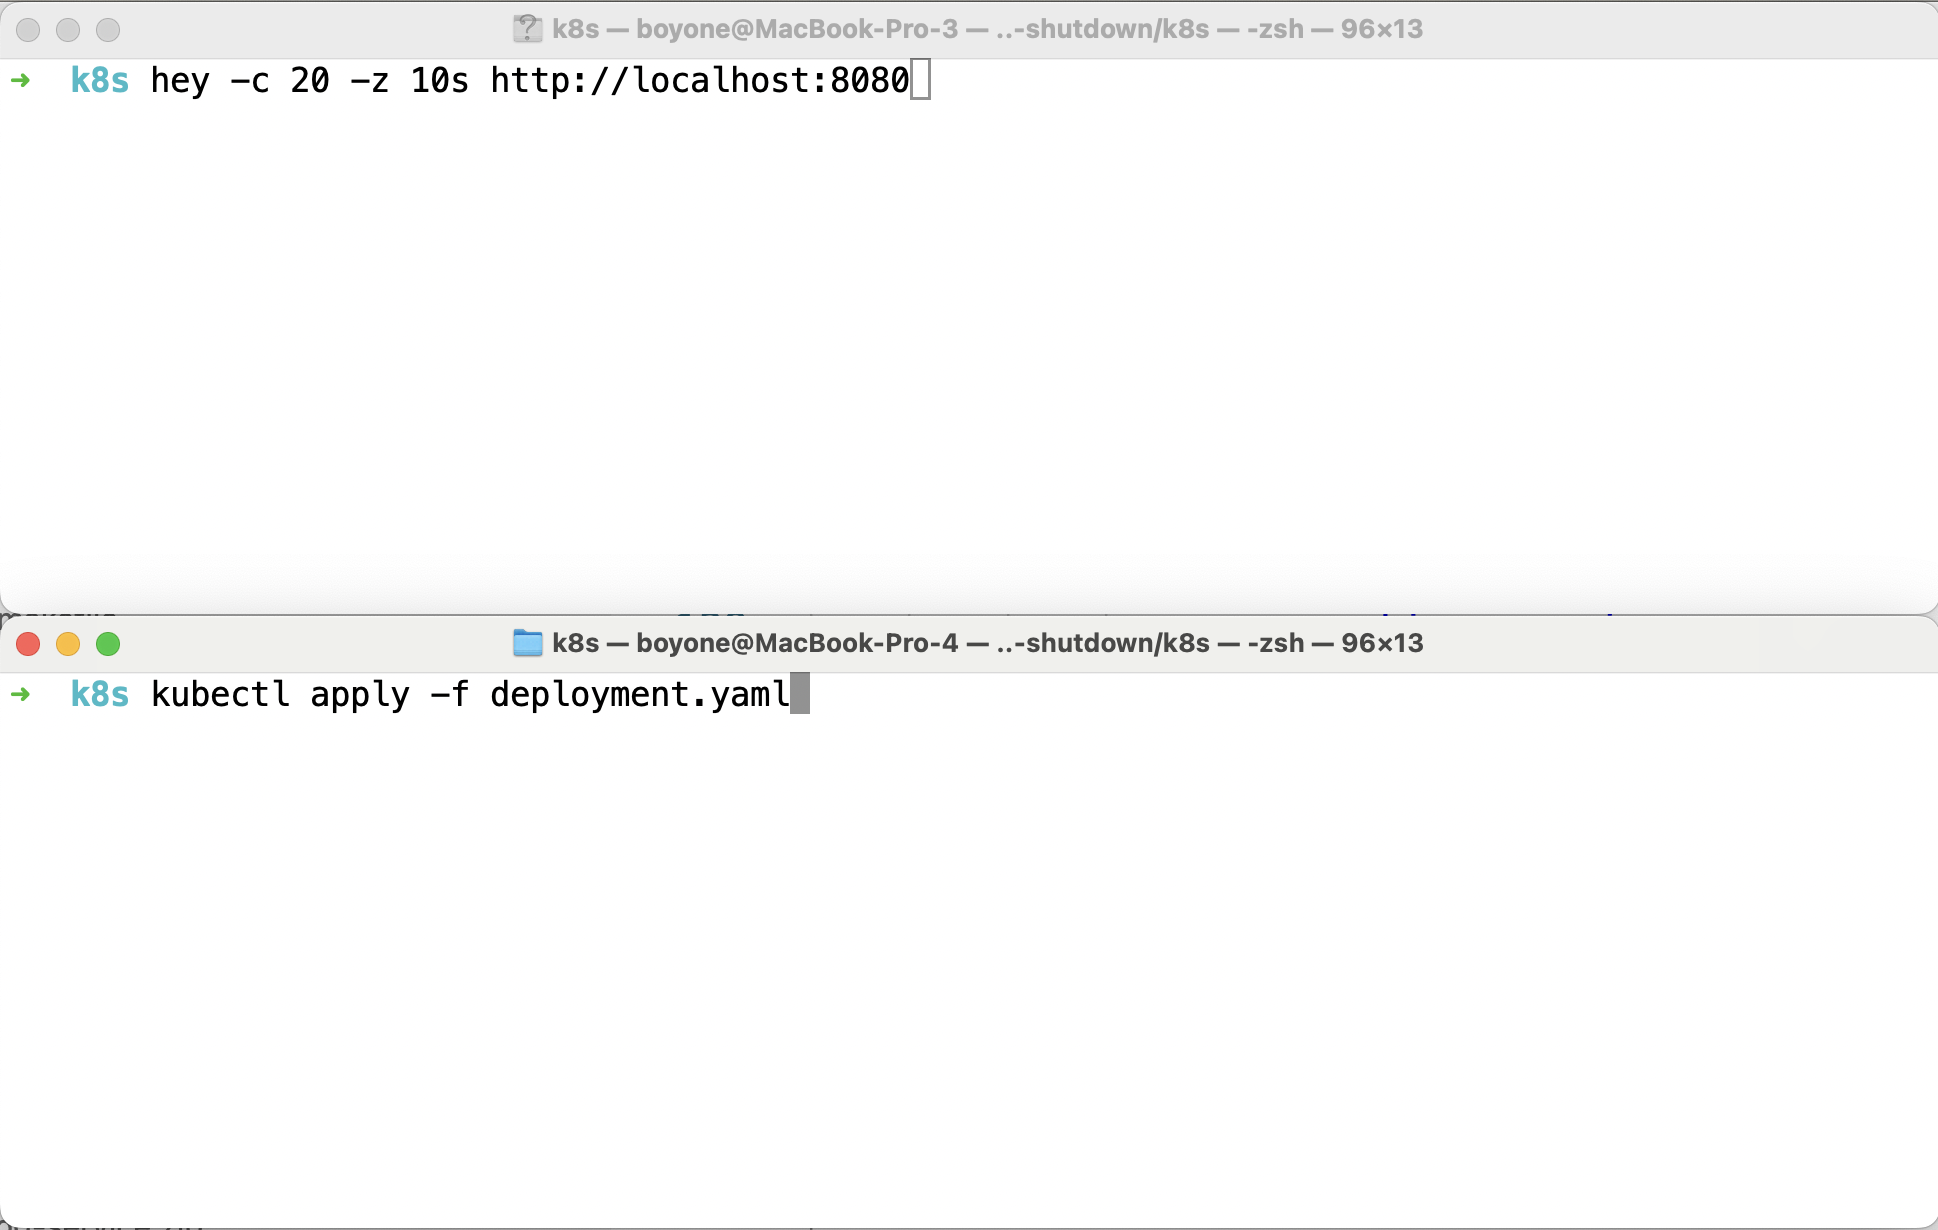 k8s — boyone@MacBook-Pro-3 — ..-shutdown/k8s — -zsh — 96×13
➜ k8s hey -c 20 -z 10s http://localhost:8080
k8s — boyone@MacBook-Pro-4 — ..-shutdown/k8s — -zsh — 96×13
➜ k8s kubectl apply -f deployment.yaml